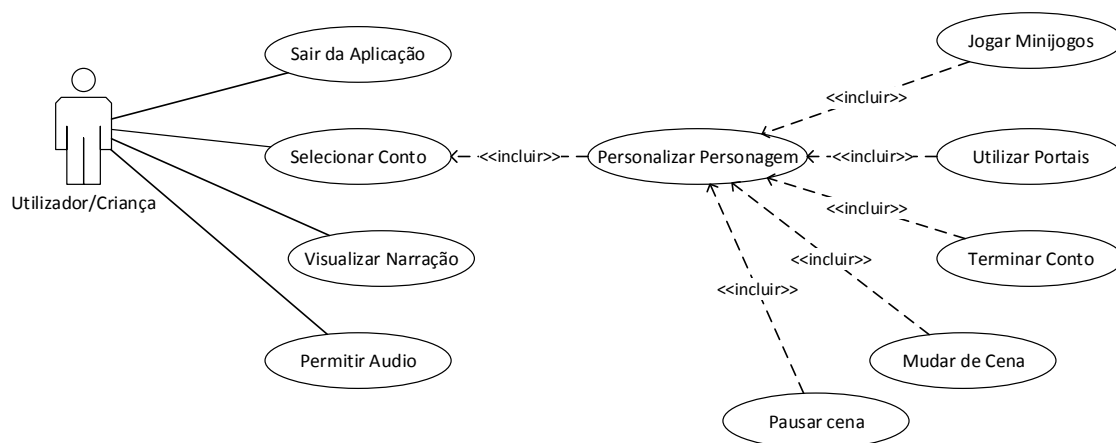 Sair da Aplicação
Jogar Minijogos
<<incluir>>
Selecionar Conto
<<incluir>>
Personalizar Personagem
<<incluir>>
Utilizar Portais
Utilizador/Criança
<<incluir>>
Visualizar Narração
<<incluir>>
Terminar Conto
<<incluir>>
Permitir Audio
Mudar de Cena
Pausar cena